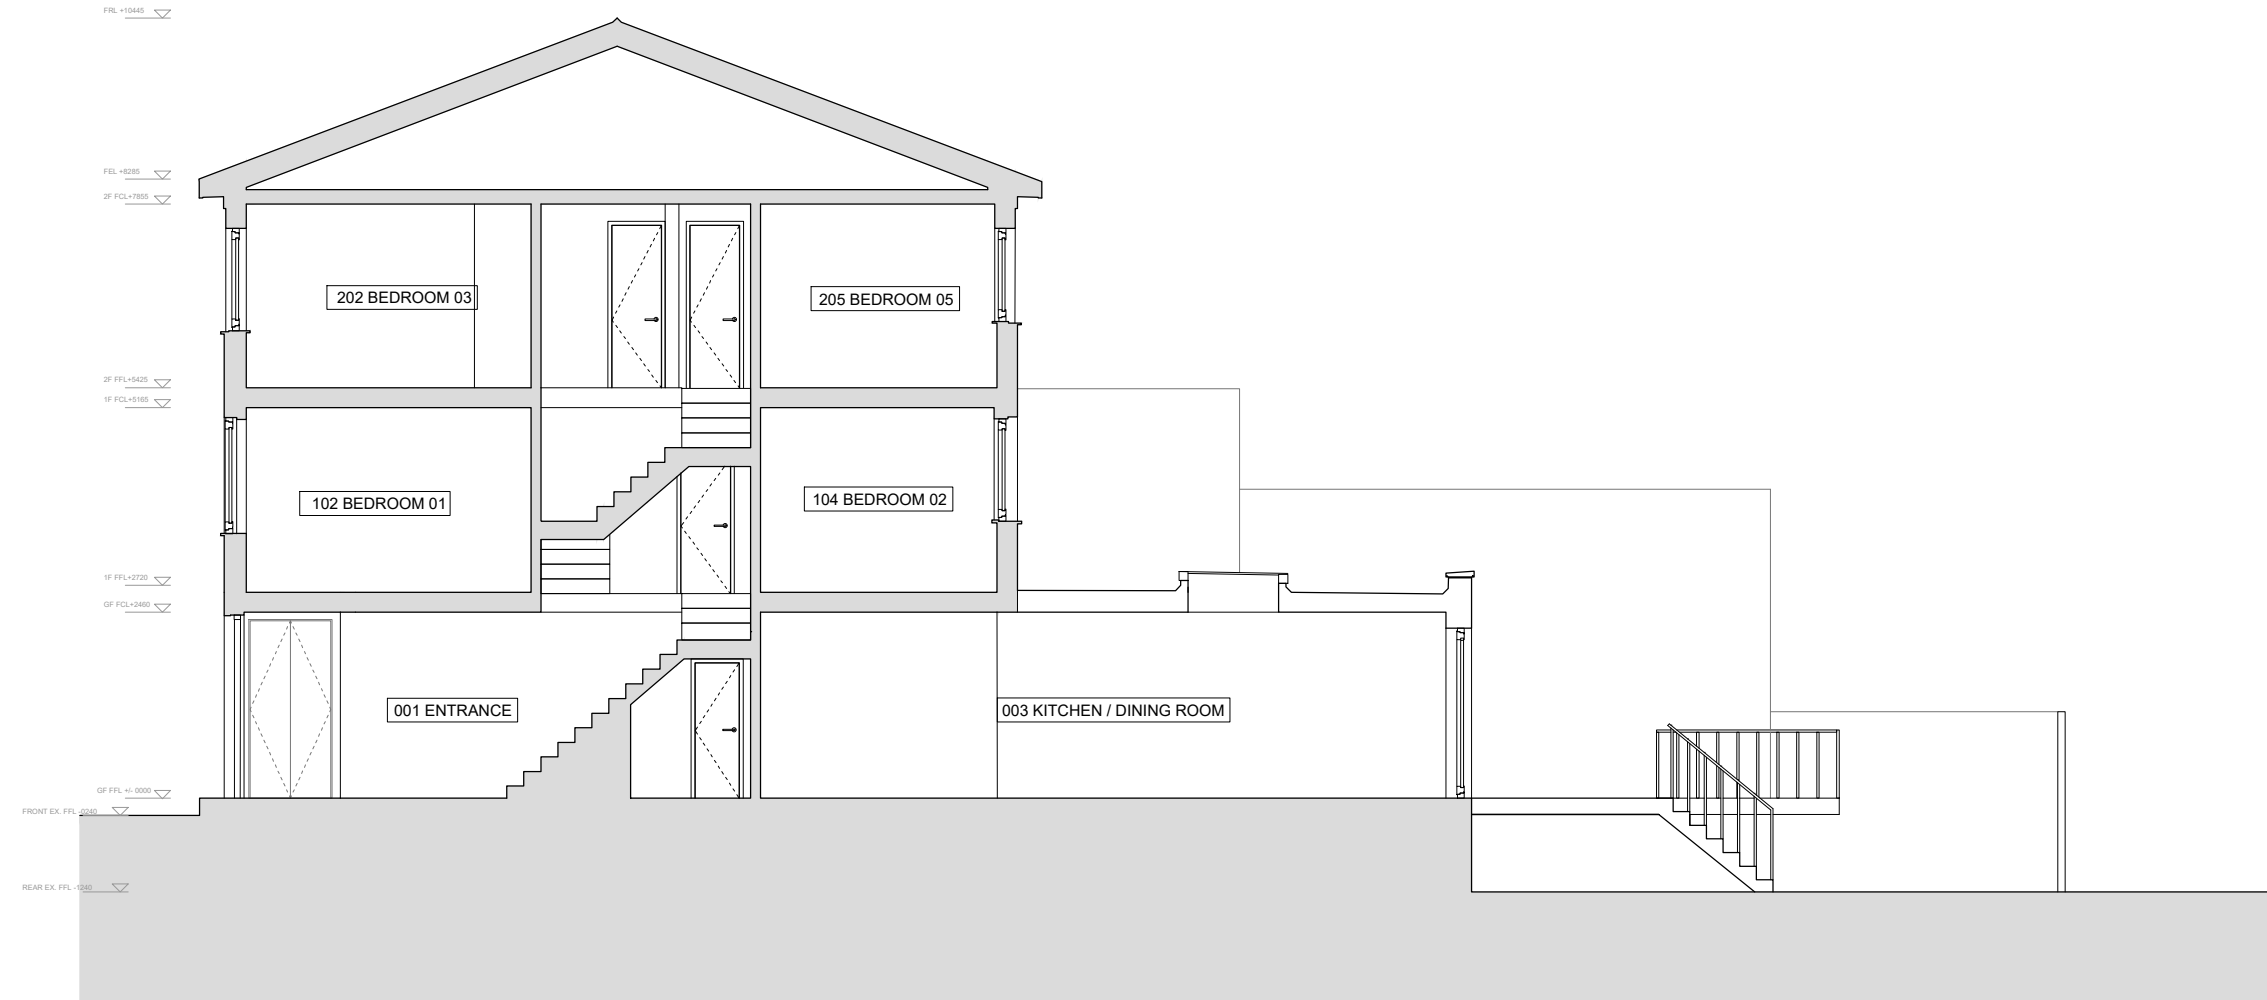 FRL +10445
FEL +8285
2F FCL+7855
202 BEDROOM 03
205 BEDROOM 05
2F FFL+5425
1F FCL+5165
102 BEDROOM 01
104 BEDROOM 02
1F FFL+2720
GF FCL+2460
001 ENTRANCE
003 KITCHEN / DINING ROOM
GF FFL +/- 0000
FRONT EX. FFL -0240
REAR EX. FFL -1240